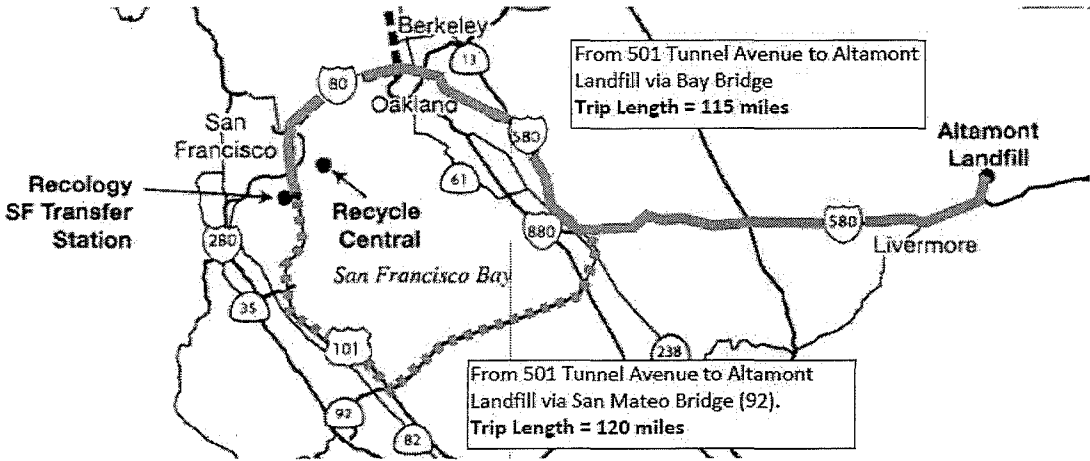 Berkeley
13
From 501 Tunnel Avenue to Altamont
Landfill via Bay Bridge
Trip Length = 115 miles
80
Oakland
San
Francisco
580
Altamont
Landfill
Recology
SF Transfer
Station
Recycle
Central
61
880
580
Livermore
280
San Francisco Bay
35
101
238
From 501 Tunnel Avenue to Altamont
Landfill via San Mateo Bridge (92).
Trip Length = 120 miles
92
82